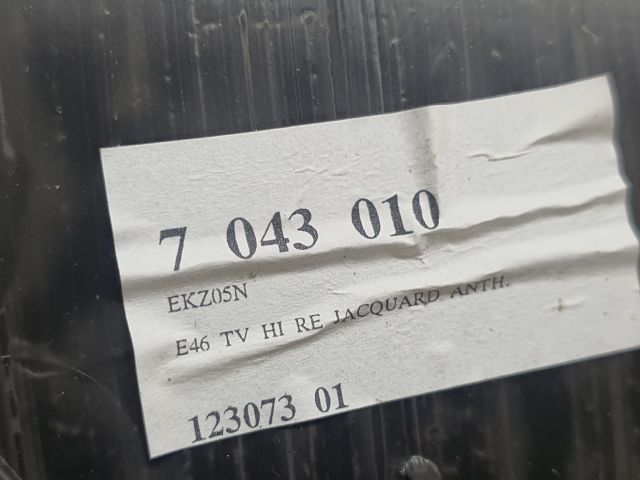 7 043 010
EKZ05N
E46 TV HI RE JACQUARD ANTH.
123073 01